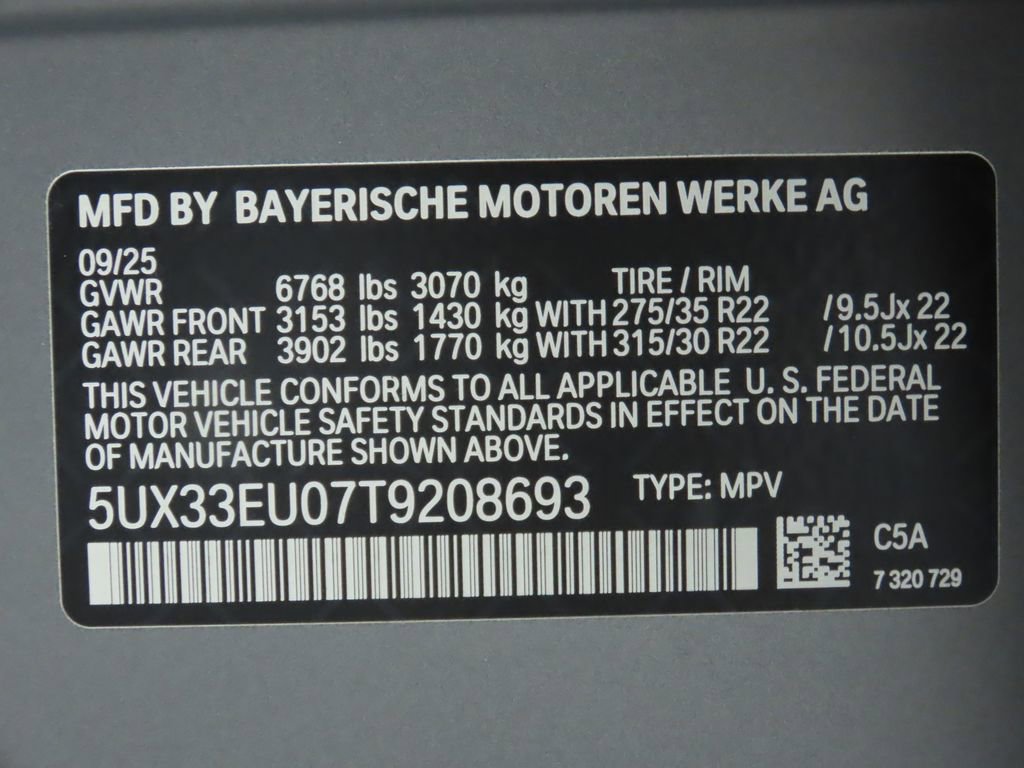 MFD BY BAYERISCHE MOTOREN WERKE AG
09/25
GVWR 6768 lbs 3070 kg TIRE / RIM
GAWR FRONT 3153 lbs 1430 kg WITH 275/35 R22 /9.5Jx 22
GAWR REAR 3902 lbs 1770 kg WITH 315/30 R22 /10.5Jx 22
THIS VEHICLE CONFORMS TO ALL APPLICABLE U. S. FEDERAL
MOTOR VEHICLE SAFETY STANDARDS IN EFFECT ON THE DATE
OF MANUFACTURE SHOWN ABOVE.
5UX33EU07T9208693 TYPE: MPV
C5A
7 320 729